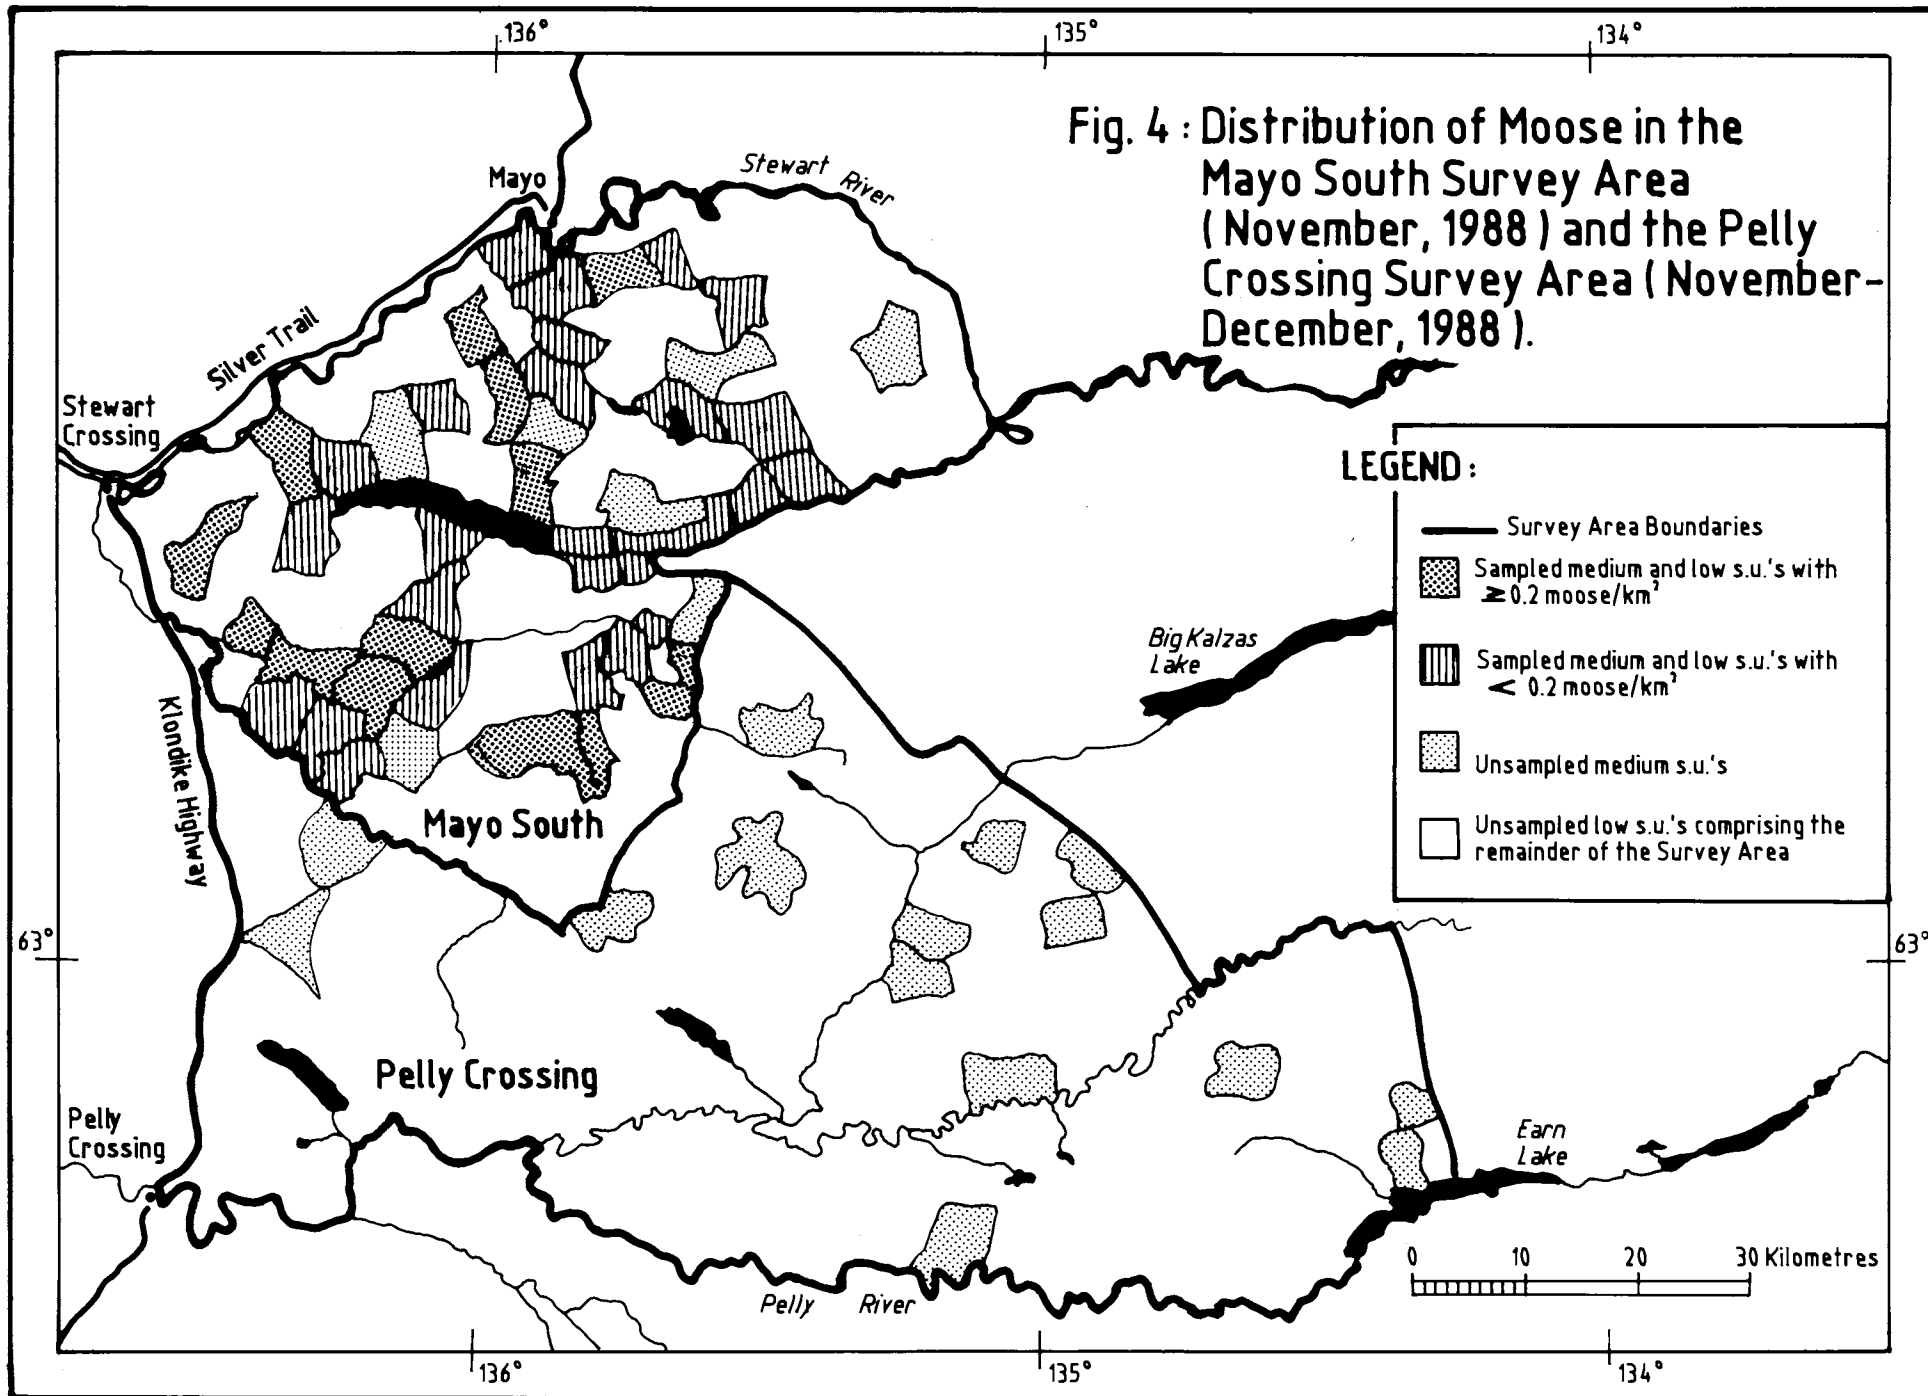 136°
135°
134°
Fig. 4 : Distribution of Moose in the
Mayo South Survey Area
( November, 1988 ) and the Pelly
Crossing Survey Area ( November-
December, 1988 ).
Mayo
Stewart River
Silver Trail
Stewart
Crossing
LEGEND :
Survey Area Boundaries
Sampled medium and low s.u.'s with
≥ 0.2 moose/km²
Sampled medium and low s.u.'s with
< 0.2 moose/km²
Unsampled medium s.u.'s
Unsampled low s.u.'s comprising the
remainder of the Survey Area
Big Kalzas
Lake
Klondike Highway
Mayo South
63°
63°
Pelly Crossing
Pelly
Crossing
Earn
Lake
0 10 20 30 Kilometres
Pelly River
136°
135°
134°